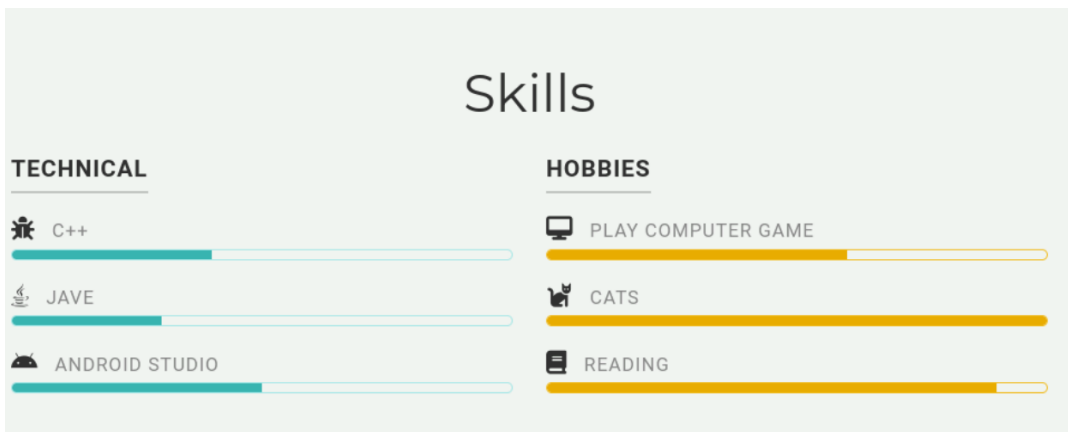 Skills
TECHNICAL
C++
JAVE
ANDROID STUDIO
HOBBIES
PLAY COMPUTER GAME
CATS
READING